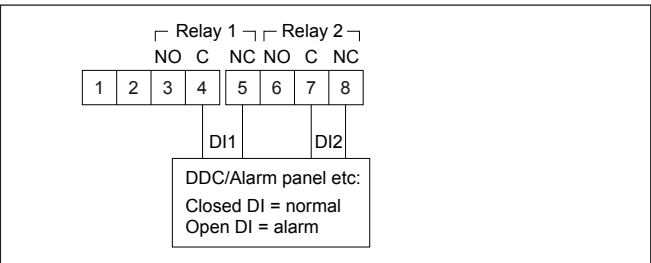 Relay 1 Relay 2
NO C NC NO C NC
1 2 3 4 5 6 7 8
DI1 DI2
DDC/Alarm panel etc:
Closed DI = normal
Open DI = alarm